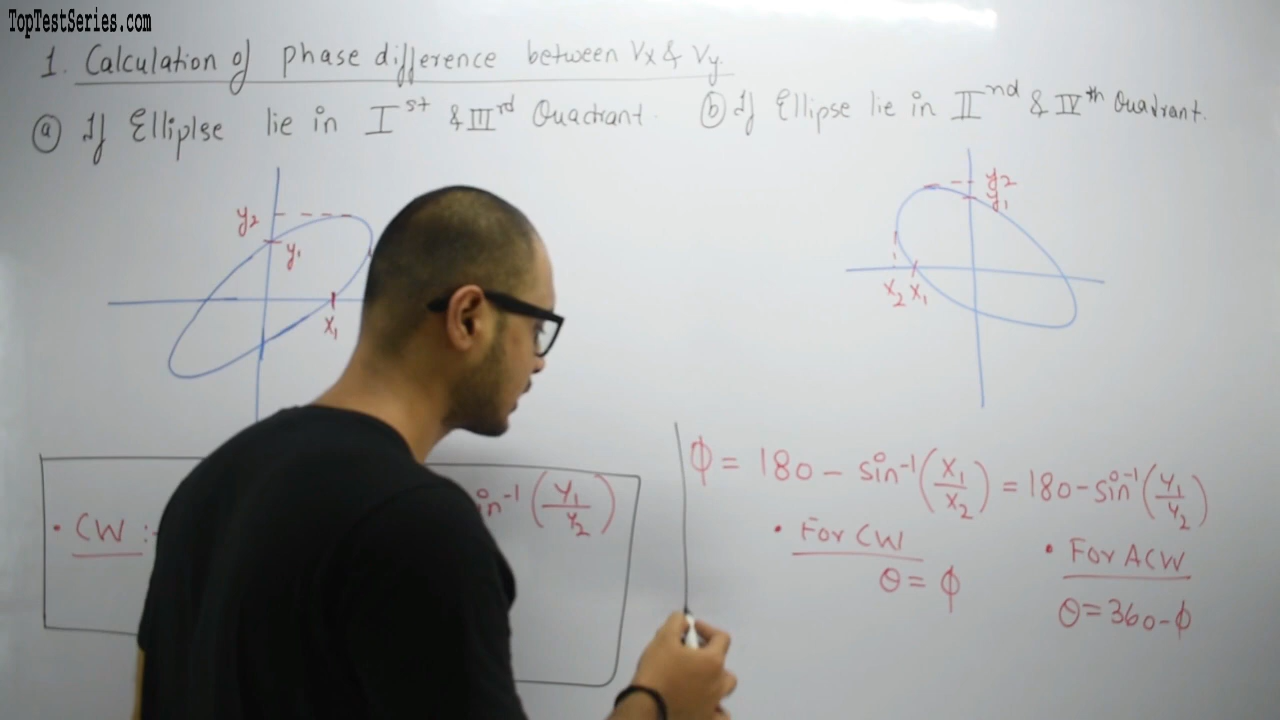 TopTestSeries.com
1. Calculation of phase difference between Vx & Vy.
(a) If Elliplse lie in I st & III rd Quadrant.
(b) If Ellipse lie in II nd & IV th Quadrant.
y2
y1
x1
y2
y1
x2 x1
• CW :-
in⁻¹ (Y1/Y2)
ϕ = 180 - sin⁻¹ (X1/X2) = 180 - sin⁻¹ (Y1/Y2)
• For CW
θ = ϕ
• For ACW
θ = 360 - ϕ